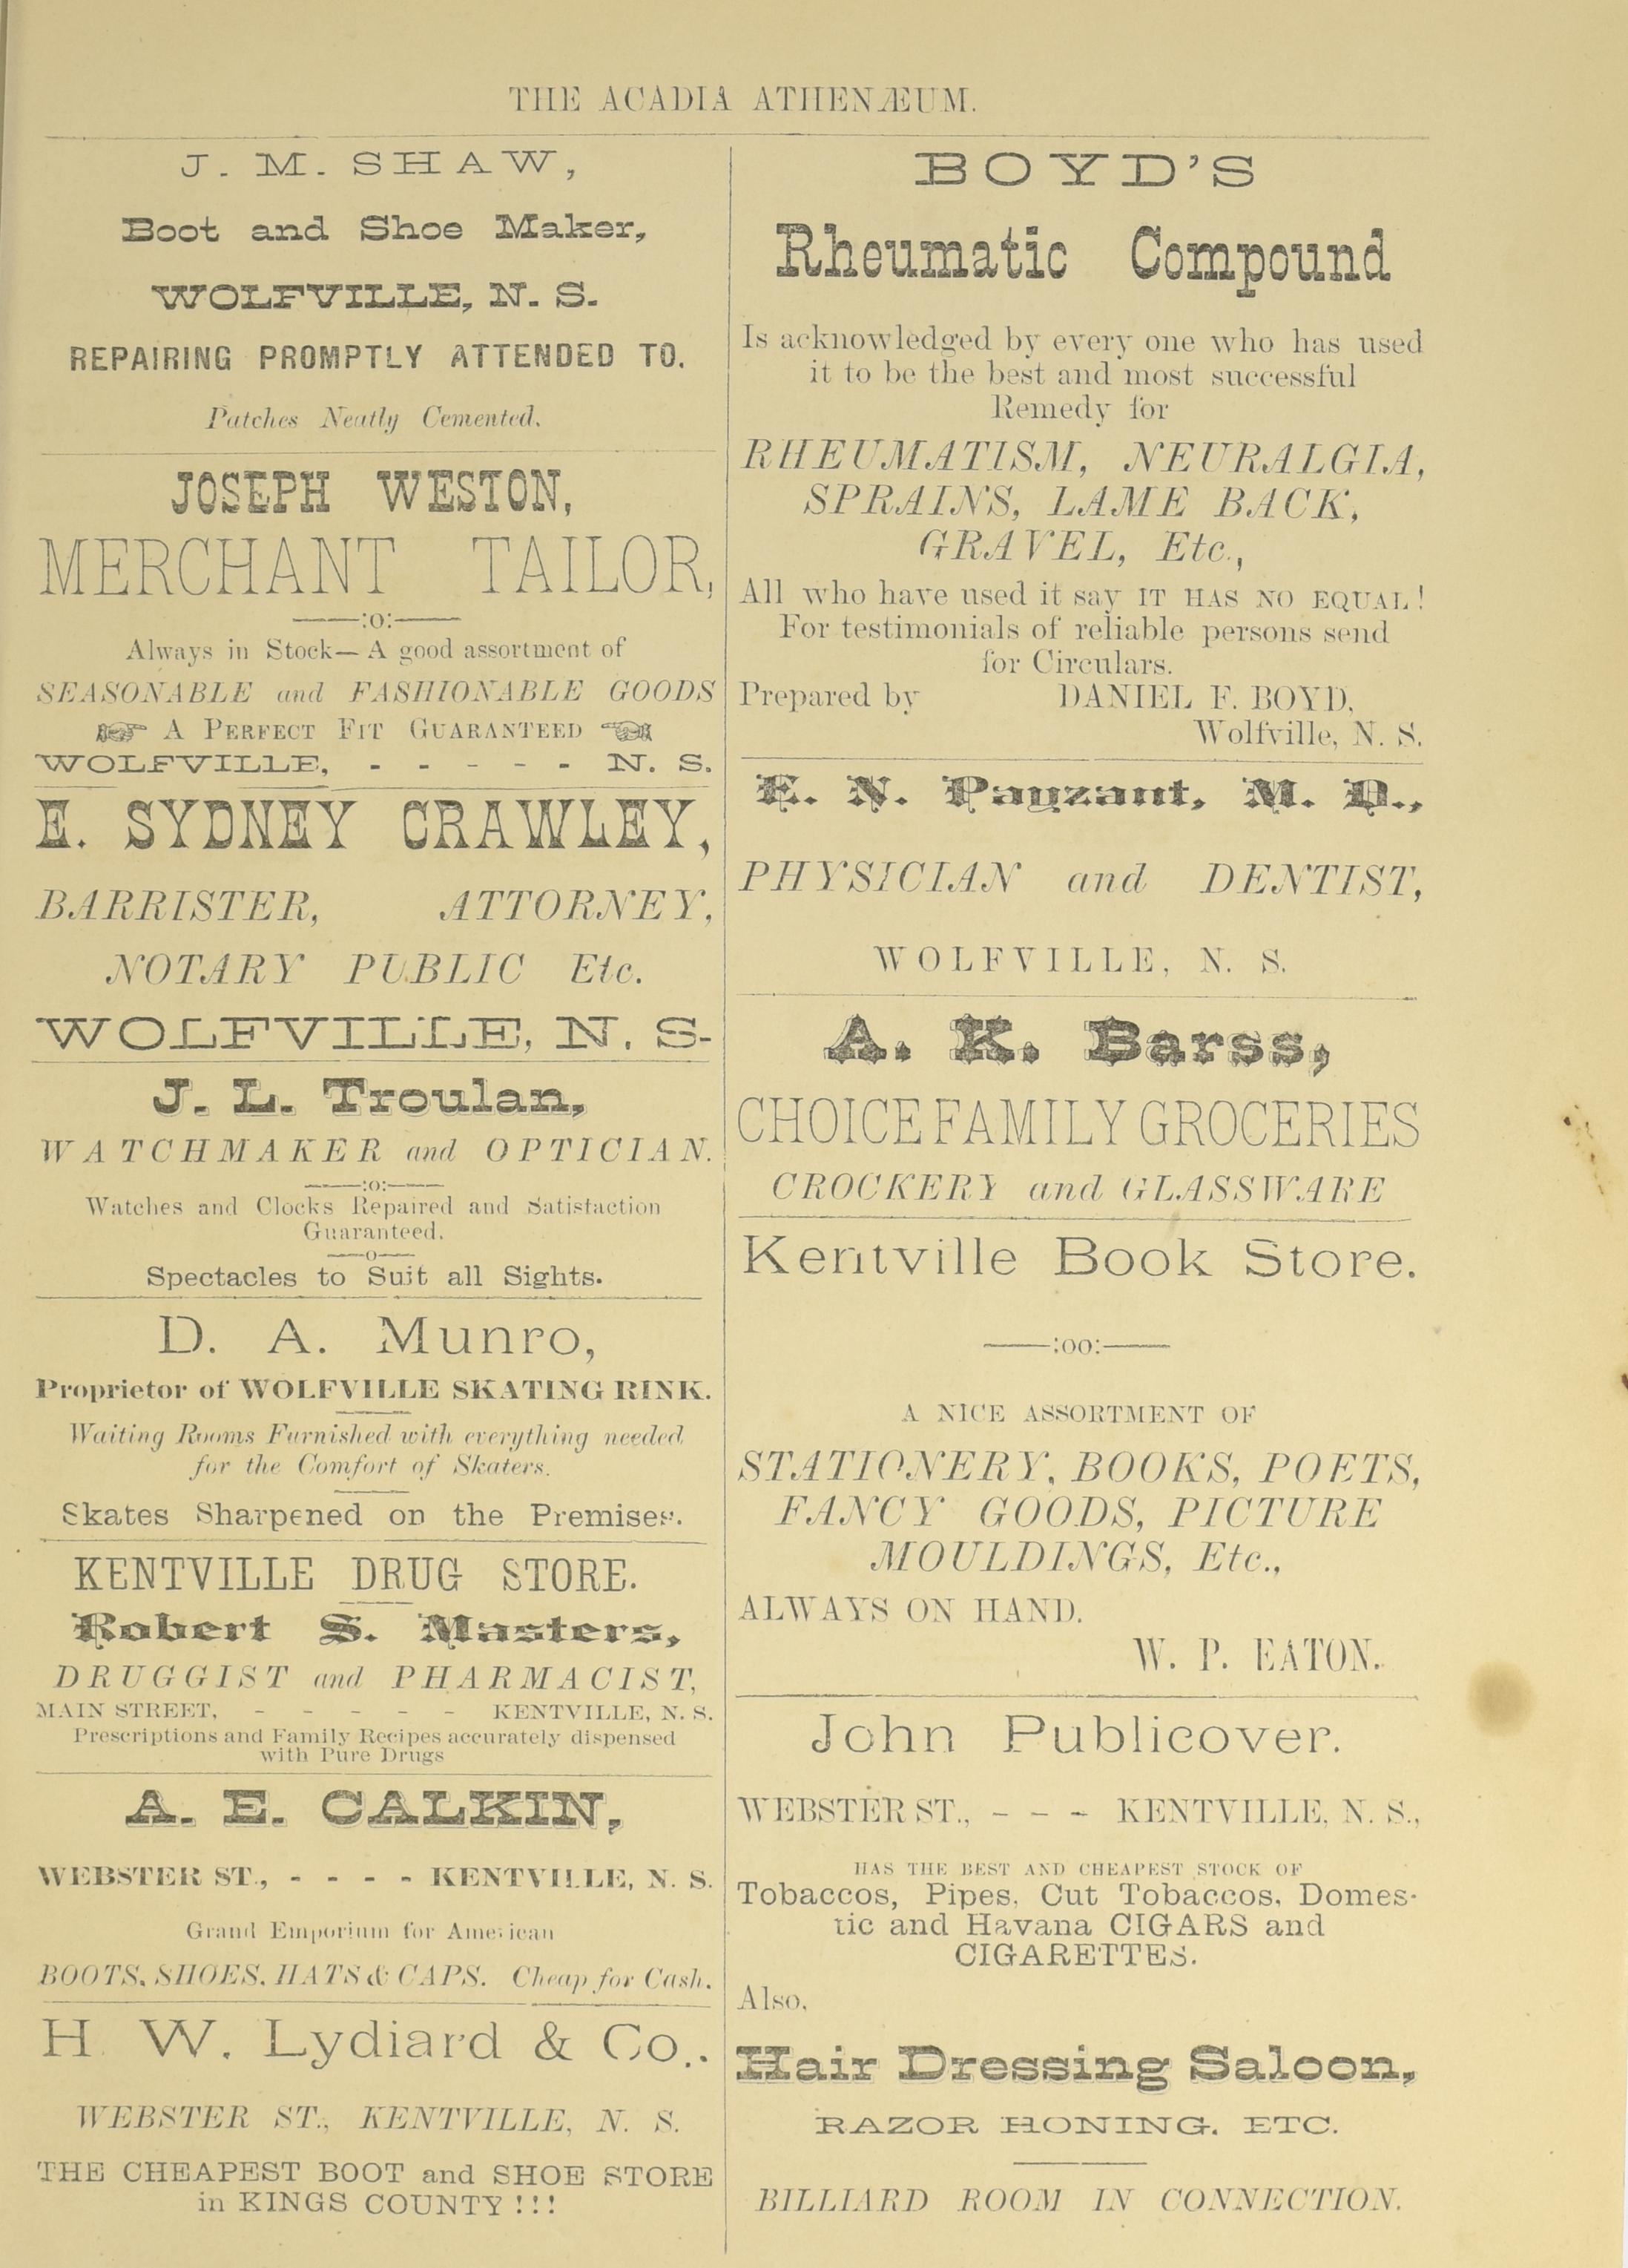 THE ACADIA ATHENÆUM.
J. M. SHAW,
Boot and Shoe Maker,
WOLFVILLE, N. S.
REPAIRING PROMPTLY ATTENDED TO.
Patches Neatly Cemented.
JOSEPH WESTON,
MERCHANT TAILOR,
——:o:——
Always in Stock—A good assortment of
SEASONABLE and FASHIONABLE GOODS
☞ A PERFECT FIT GUARANTEED ☜
WOLFVILLE, - - - - - N. S.
E. SYDNEY CRAWLEY,
BARRISTER, ATTORNEY,
NOTARY PUBLIC Etc.
WOLFVILLE, N. S.
J. L. Troulan,
WATCHMAKER and OPTICIAN.
——:o:——
Watches and Clocks Repaired and Satisfaction
Guaranteed.
——o——
Spectacles to Suit all Sights.
D. A. Munro,
Proprietor of WOLFVILLE SKATING RINK.
Waiting Rooms Furnished with everything needed
for the Comfort of Skaters.
Skates Sharpened on the Premises.
KENTVILLE DRUG STORE.
Robert S. Masters,
DRUGGIST and PHARMACIST,
MAIN STREET, - - - - - KENTVILLE, N. S.
Prescriptions and Family Recipes accurately dispensed
with Pure Drugs
A. E. CALKIN,
WEBSTER ST., - - - - KENTVILLE, N. S.
Grand Emporium for American
BOOTS, SHOES, HATS & CAPS. Cheap for Cash.
H. W. Lydiard & Co.,
WEBSTER ST., KENTVILLE, N. S.
THE CHEAPEST BOOT and SHOE STORE
in KINGS COUNTY !!!
BOYD'S
Rheumatic Compound
Is acknowledged by every one who has used
it to be the best and most successful
Remedy for
RHEUMATISM, NEURALGIA,
SPRAINS, LAME BACK,
GRAVEL, Etc.,
All who have used it say IT HAS NO EQUAL!
For testimonials of reliable persons send
for Circulars.
Prepared by DANIEL F. BOYD,
Wolfville, N. S.
E. N. Payzant, M. D.,
PHYSICIAN and DENTIST,
WOLFVILLE, N. S.
A. K. Barss,
CHOICE FAMILY GROCERIES
CROCKERY and GLASSWARE
Kentville Book Store.
——:oo:——
A NICE ASSORTMENT OF
STATIONERY, BOOKS, POETS,
FANCY GOODS, PICTURE
MOULDINGS, Etc.,
ALWAYS ON HAND.
W. P. EATON.
John Publicover.
WEBSTER ST., - - - KENTVILLE, N. S.,
HAS THE BEST AND CHEAPEST STOCK OF
Tobaccos, Pipes, Cut Tobaccos, Domes-
tic and Havana CIGARS and
CIGARETTES.
Also,
Hair Dressing Saloon,
RAZOR HONING, ETC.
BILLIARD ROOM IN CONNECTION.